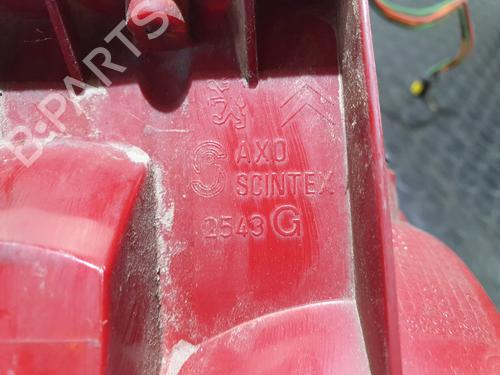 B-PARTS
S AXO
SCINTEX
2543 G